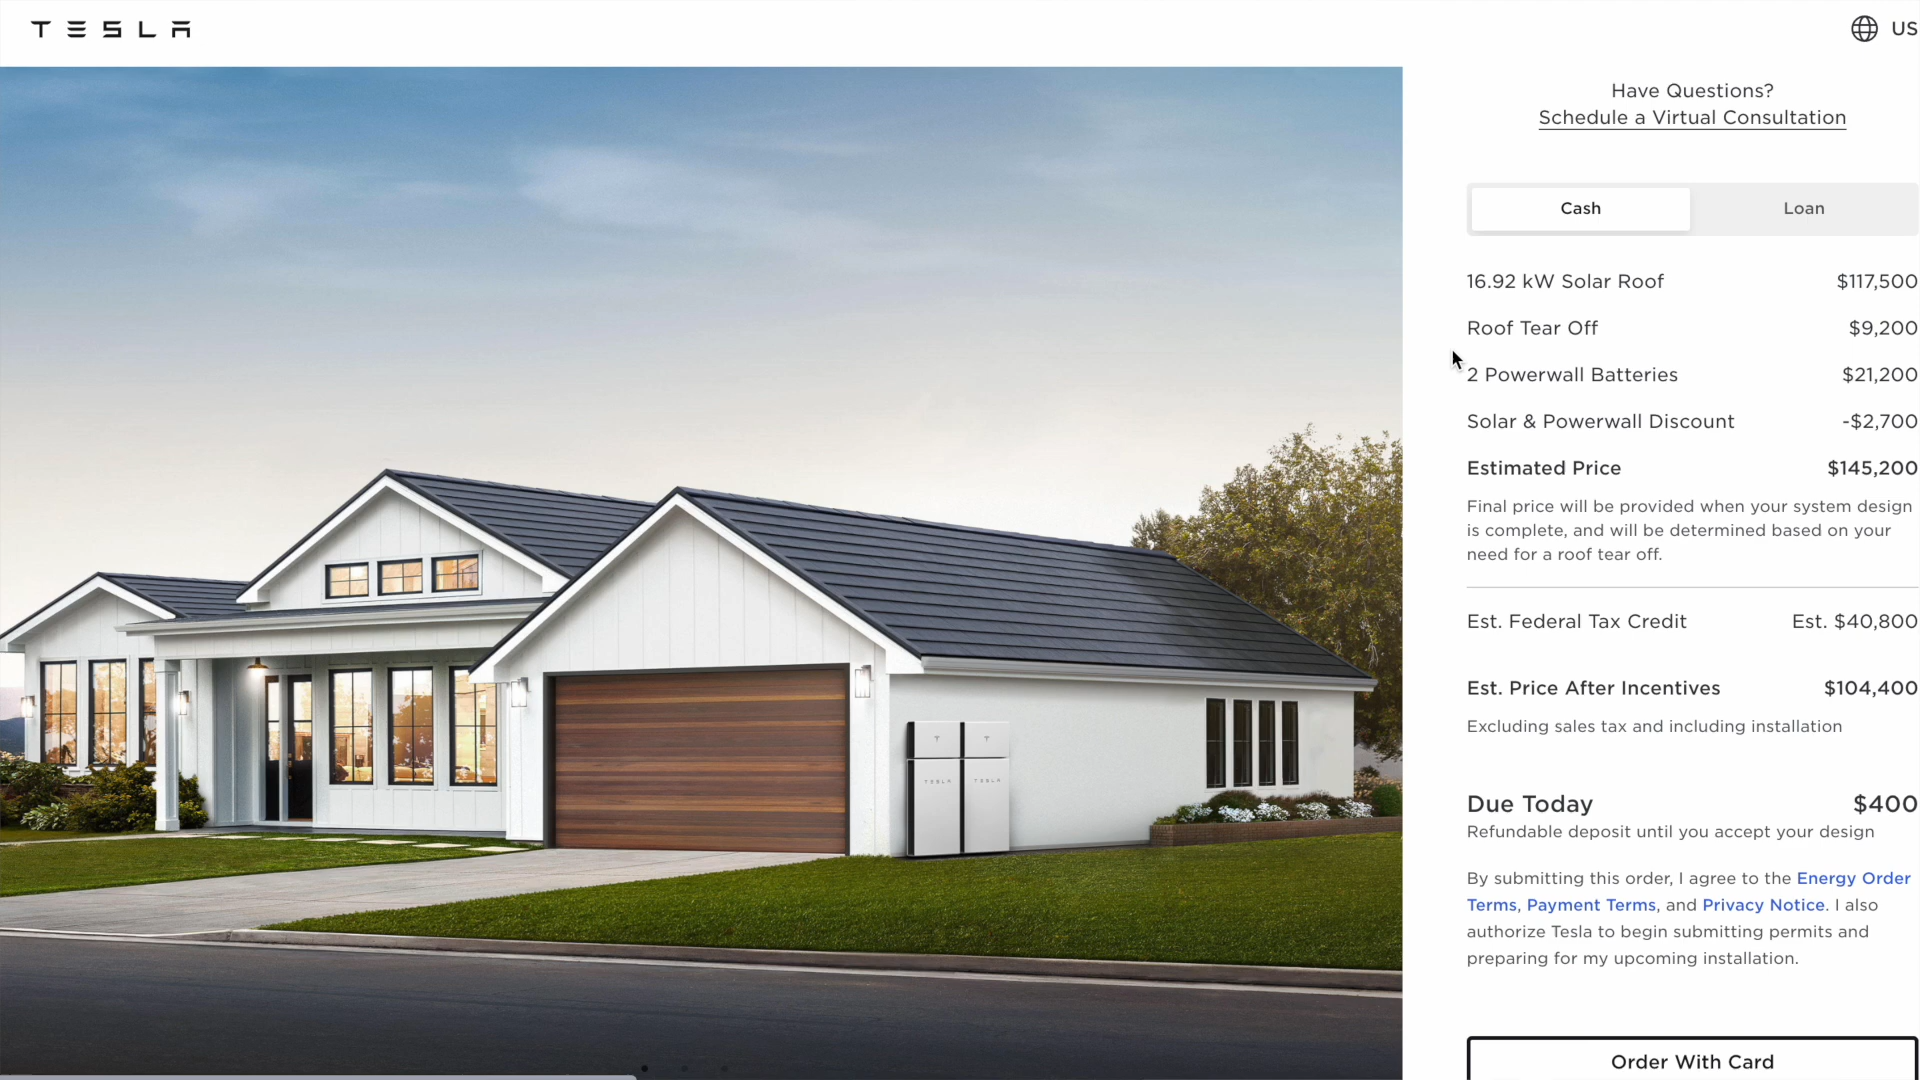 TESLA
US
Have Questions?
Schedule a Virtual Consultation
Cash
Loan
16.92 kW Solar Roof $117,500
Roof Tear Off $9,200
2 Powerwall Batteries $21,200
Solar & Powerwall Discount -$2,700
Estimated Price $145,200
Final price will be provided when your system design
is complete, and will be determined based on your
need for a roof tear off.
Est. Federal Tax Credit Est. $40,800
Est. Price After Incentives $104,400
Excluding sales tax and including installation
Due Today $400
Refundable deposit until you accept your design
By submitting this order, I agree to the Energy Order
Terms, Payment Terms, and Privacy Notice. I also
authorize Tesla to begin submitting permits and
preparing for my upcoming installation.
Order With Card
TESLA
TESLA